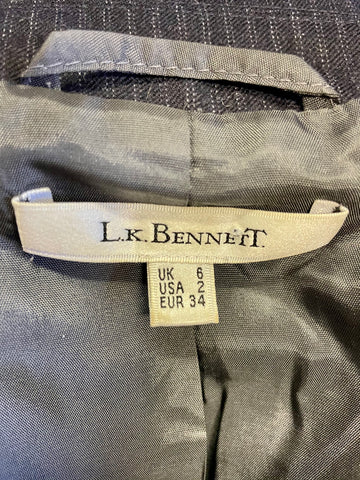 L.K. BENNETT.
UK 6
USA 2
EUR 34